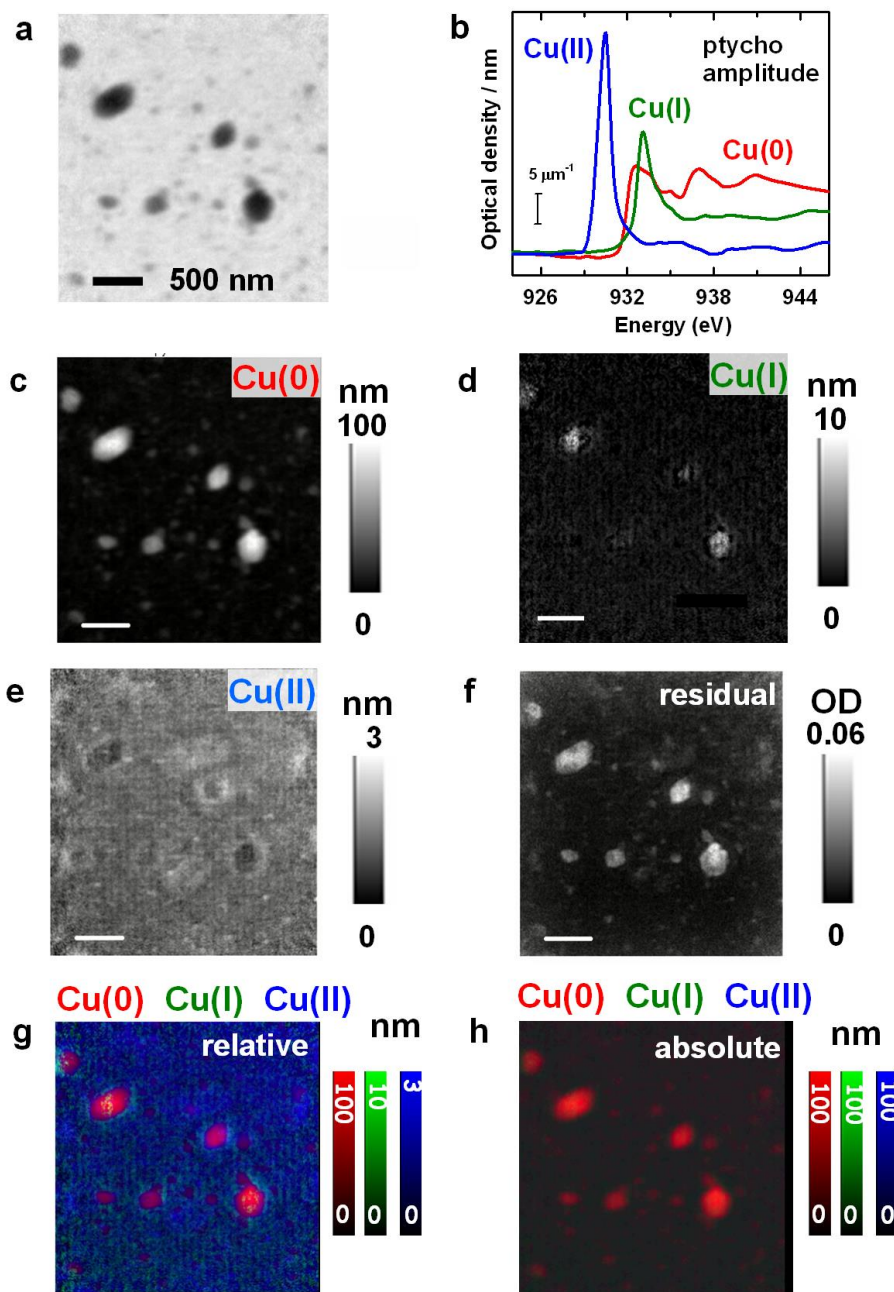 a
500 nm
b
Cu(II)
ptycho
amplitude
Cu(I)
Cu(0)
5 μm⁻¹
Optical density / nm
926 932 938 944
Energy (eV)
c
Cu(0)
nm
100
0
d
Cu(I)
nm
10
0
e
Cu(II)
nm
3
0
f
residual
OD
0.06
0
Cu(0) Cu(I) Cu(II)
g
relative
nm
100 10 3
0 0 0
Cu(0) Cu(I) Cu(II)
h
absolute
nm
100 100 100
0 0 0